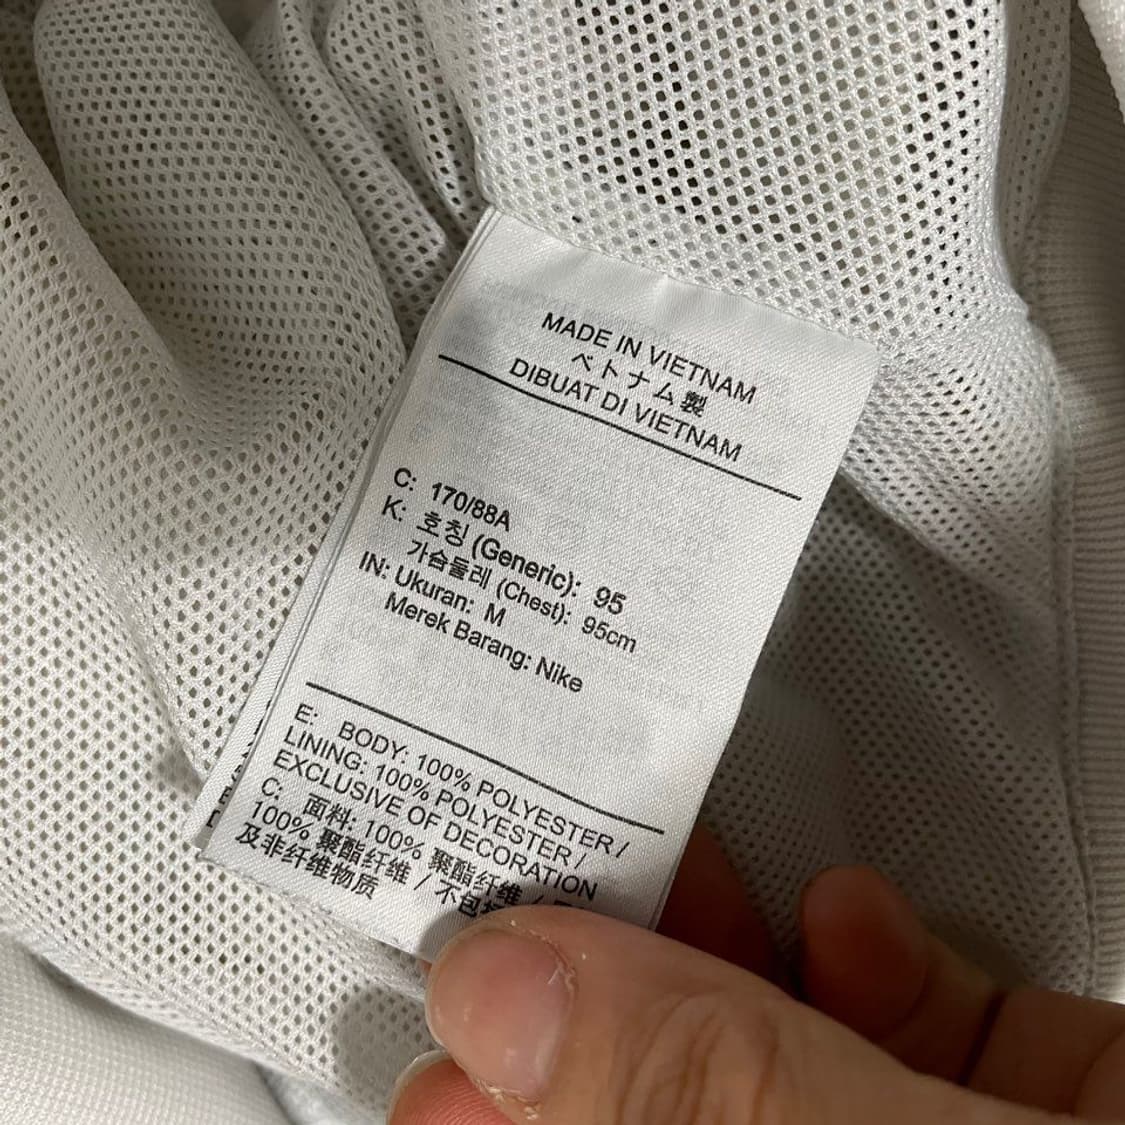 MADE IN VIETNAM
ベトナム製
DIBUAT DI VIETNAM
C: 170/88A
K: 호칭 (Generic): 95
가슴둘레 (Chest): 95cm
IN: Ukuran: M
Merek Barang: Nike
E: BODY: 100% POLYESTER /
LINING: 100% POLYESTER /
EXCLUSIVE OF DECORATION
C: 面料: 100% 聚酯纤维 /
100% 聚酯纤维 / 不包
及非纤维物质